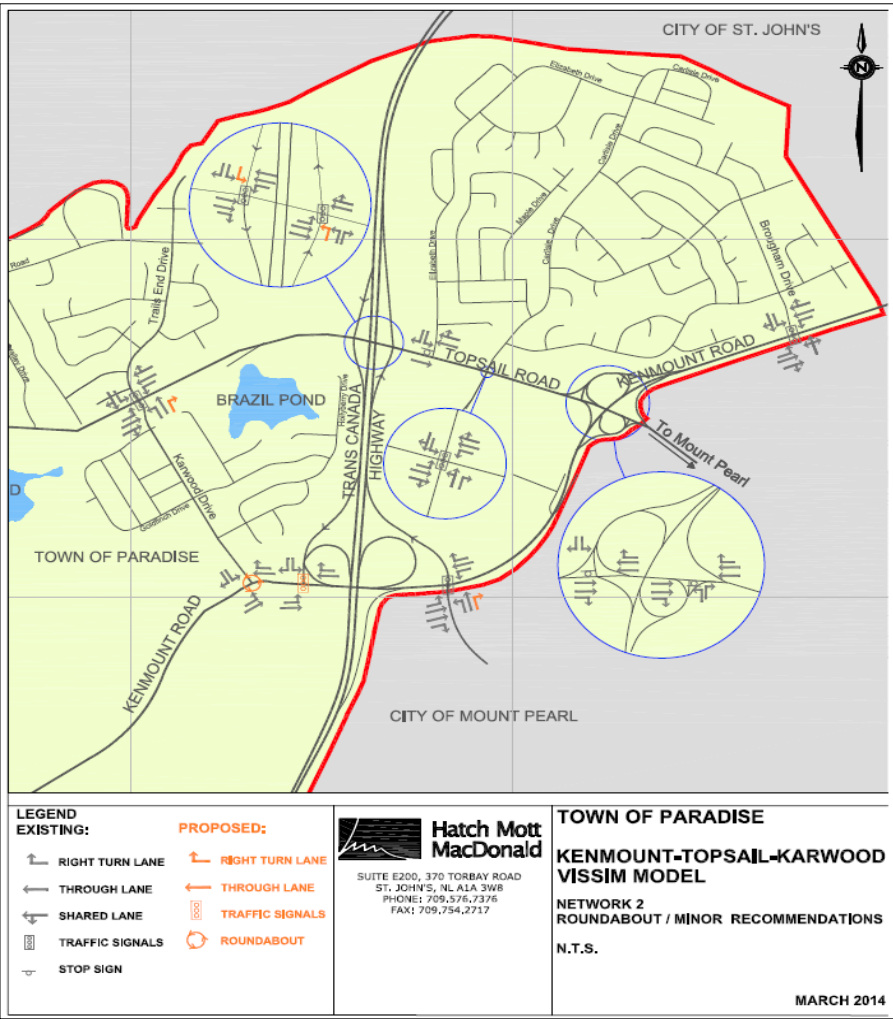 CITY OF ST. JOHN'S
N
Elizabeth Drive
Carlisle Drive
Carlisle Drive
Maple Drive
Elizabeth Drive
Carlisle Drive
Brougham Drive
Road
Trails End Drive
TOPSAIL ROAD
KENMOUNT ROAD
BRAZIL POND
TRANS CANADA
HIGHWAY
To Mount Pearl
Karwood Drive
Goldfinch Drive
D
TOWN OF PARADISE
KENMOUNT ROAD
CITY OF MOUNT PEARL
LEGEND
EXISTING:
RIGHT TURN LANE
THROUGH LANE
SHARED LANE
TRAFFIC SIGNALS
STOP SIGN
PROPOSED:
RIGHT TURN LANE
THROUGH LANE
TRAFFIC SIGNALS
ROUNDABOUT
Hatch Mott
MacDonald
SUITE E200, 370 TORBAY ROAD
ST. JOHN'S, NL A1A 3W8
PHONE: 709.576.7376
FAX: 709.754.2717
TOWN OF PARADISE
KENMOUNT-TOPSAIL-KARWOOD
VISSIM MODEL
NETWORK 2
ROUNDABOUT / MINOR RECOMMENDATIONS
N.T.S.
MARCH 2014